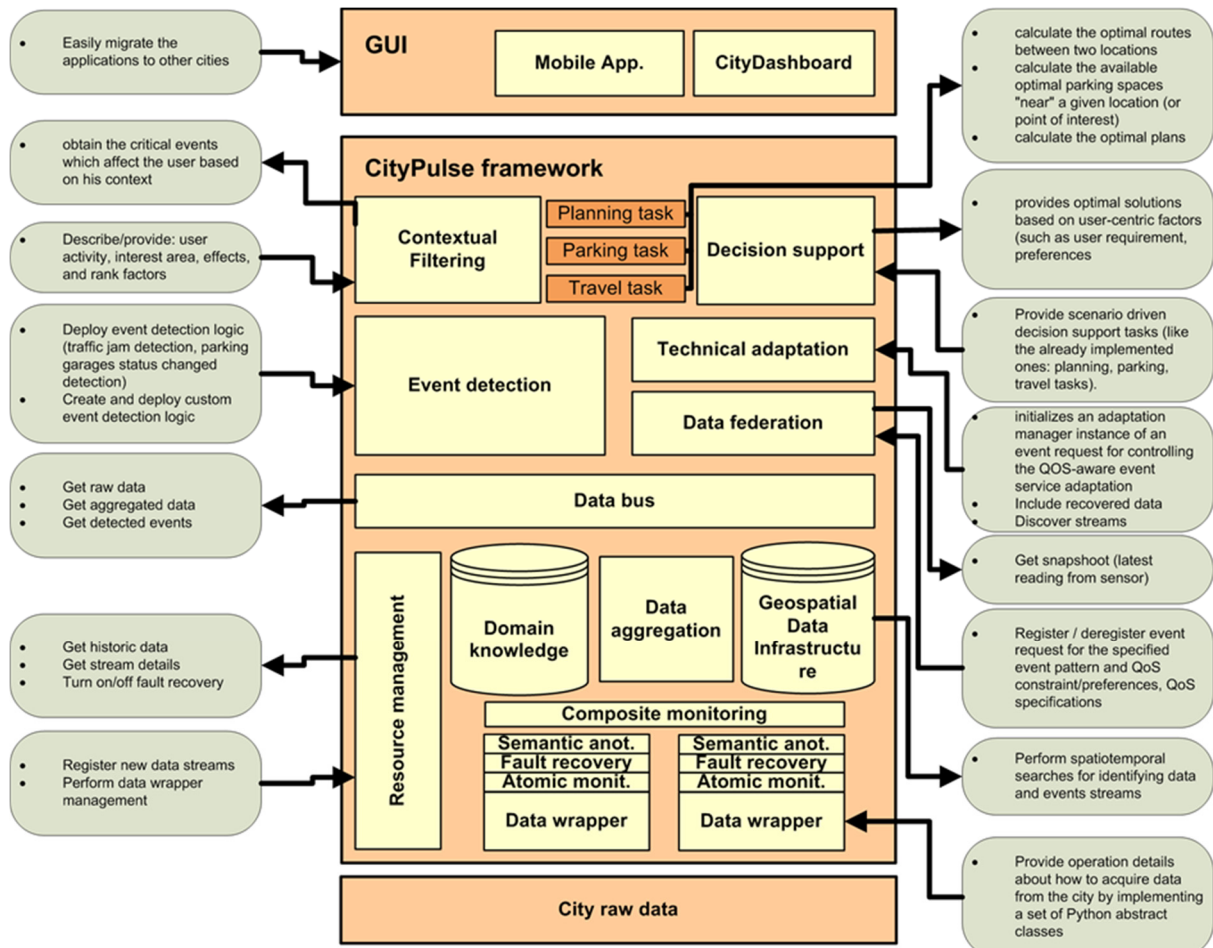 • Easily migrate the
applications to other cities
• obtain the critical events
which affect the user based
on his context
• Describe/provide: user
activity, interest area, effects,
and rank factors
• Deploy event detection logic
(traffic jam detection, parking
garages status changed
detection)
• Create and deploy custom
event detection logic
• Get raw data
• Get aggregated data
• Get detected events
• Get historic data
• Get stream details
• Turn on/off fault recovery
• Register new data streams
• Perform data wrapper
management
GUI
Mobile App.
CityDashboard
CityPulse framework
Contextual
Filtering
Planning task
Parking task
Travel task
Decision support
Event detection
Technical adaptation
Data federation
Data bus
Resource management
Domain
knowledge
Data
aggregation
Geospatial
Data
Infrastructu
re
Composite monitoring
Semantic anot.
Fault recovery
Atomic monit.
Data wrapper
Semantic anot.
Fault recovery
Atomic monit.
Data wrapper
City raw data
• calculate the optimal routes
between two locations
• calculate the available
optimal parking spaces
"near" a given location (or
point of interest)
• calculate the optimal plans
• provides optimal solutions
based on user-centric factors
(such as user requirement,
preferences
• Provide scenario driven
decision support tasks (like
the already implemented
ones: planning, parking,
travel tasks).
• initializes an adaptation
manager instance of an
event request for controlling
the QOS-aware event
service adaptation
• Include recovered data
• Discover streams
• Get snapshoot (latest
reading from sensor)
• Register / deregister event
request for the specified
event pattern and QoS
constraint/preferences, QoS
specifications
• Perform spatiotemporal
searches for identifying data
and events streams
• Provide operation details
about how to acquire data
from the city by implementing
a set of Python abstract
classes